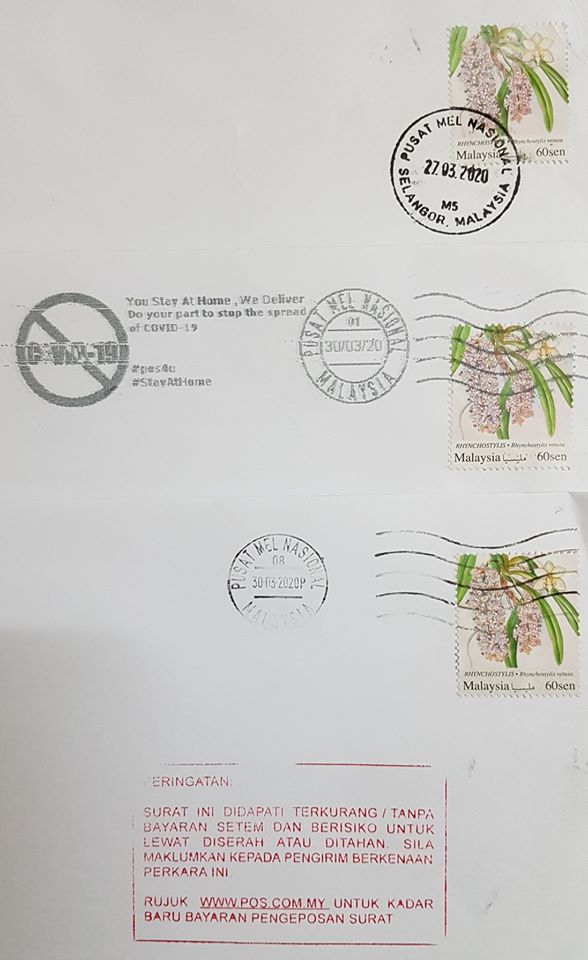 RHYNCHOSTYLIS • Rhynchostylis retusa
Malaysia 60sen
PUSAT MEL NASIONAL
27.03.2020
M5
SELANGOR, MALAYSIA
You Stay At Home, We Deliver
Do your part to stop the spread
of COVID-19
COVID-19
#pos4u
#StayAtHome
PUSAT MEL NASIONAL
01
30/03/20
MALAYSIA
RHYNCHOSTYLIS • Rhynchostylis retusa
Malaysia مليسيا 60sen
PUSAT MEL NASIONAL
08
30-03-2020P
MALAYSIA
RHYNCHOSTYLIS • Rhynchostylis retusa
Malaysia مليسيا 60sen
PERINGATAN:
SURAT INI DIDAPATI TERKURANG / TANPA
BAYARAN SETEM DAN BERISIKO UNTUK
LEWAT DISERAH ATAU DITAHAN. SILA
MAKLUMKAN KEPADA PENGIRIM BERKENAAN
PERKARA INI.
RUJUK WWW.POS.COM.MY UNTUK KADAR
BARU BAYARAN PENGEPOSAN SURAT